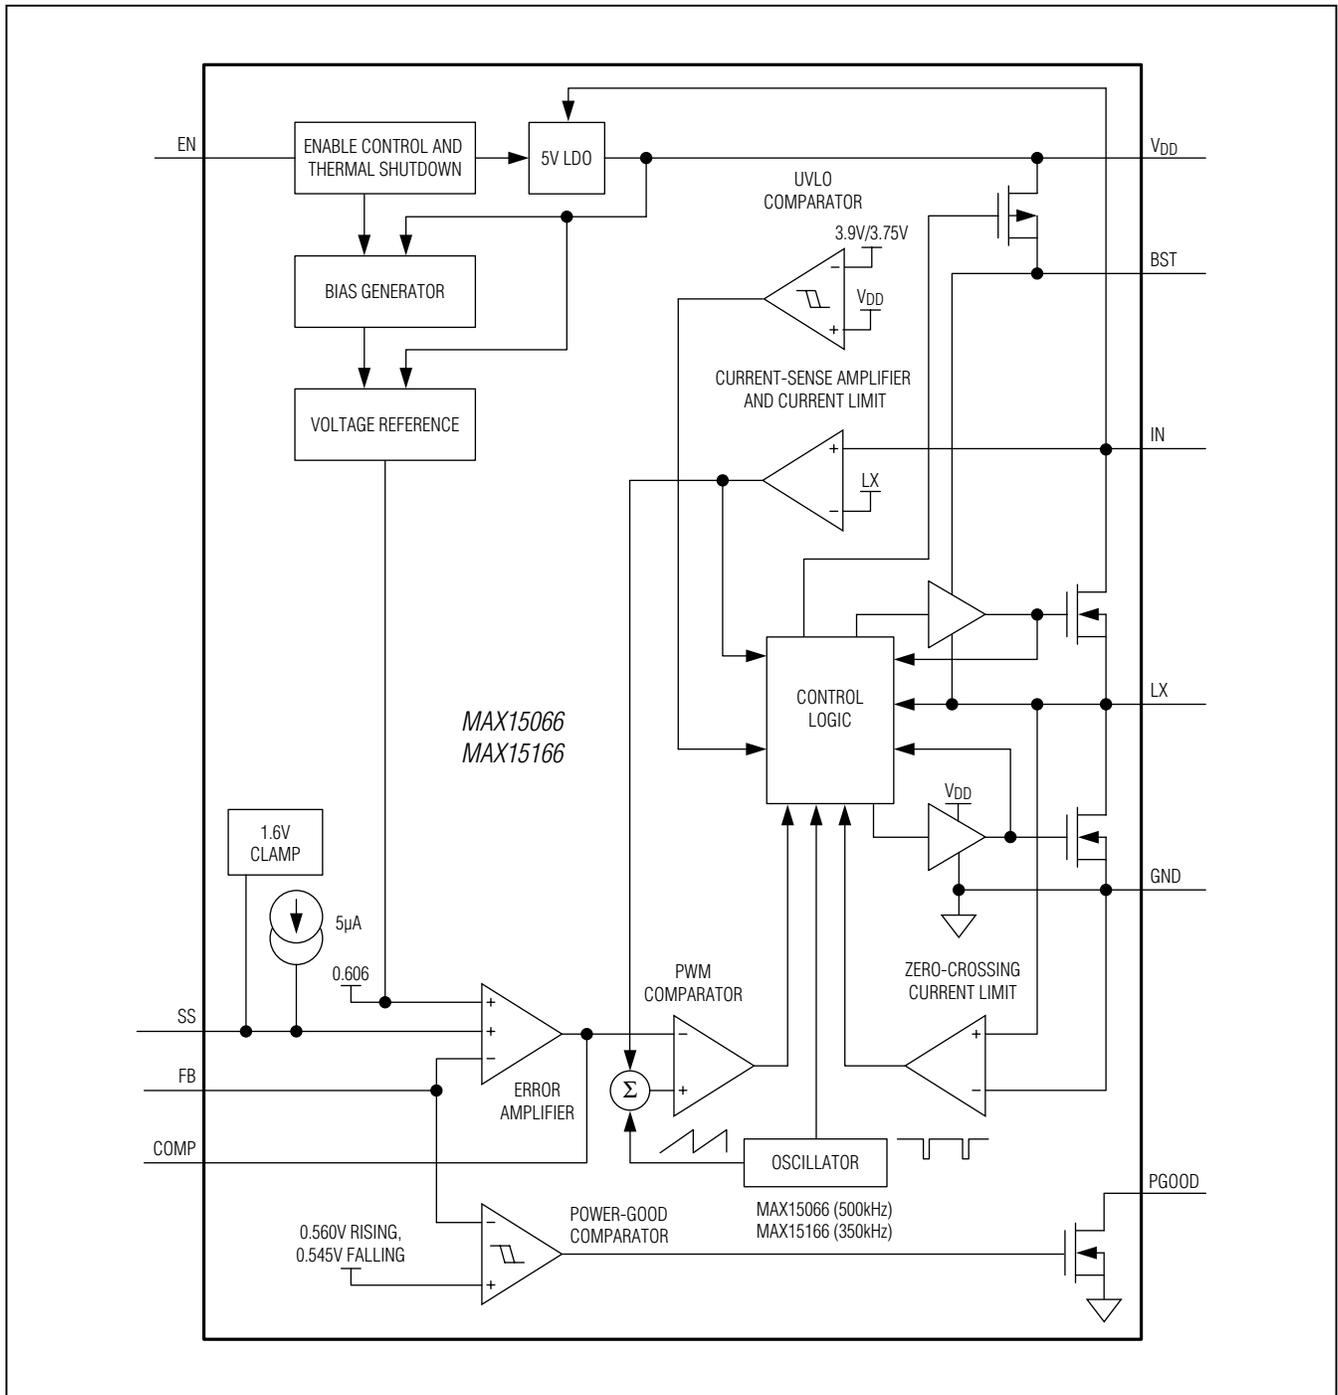 EN
ENABLE CONTROL AND
THERMAL SHUTDOWN
5V LDO
VDD
UVLO
COMPARATOR
3.9V/3.75V
-
VDD
+
BST
BIAS GENERATOR
VOLTAGE REFERENCE
CURRENT-SENSE AMPLIFIER
AND CURRENT LIMIT
+
LX
-
IN
CONTROL
LOGIC
LX
MAX15066
MAX15166
VDD
1.6V
CLAMP
5µA
GND
0.606
SS
+
+
-
FB
ERROR
AMPLIFIER
COMP
PWM
COMPARATOR
-
+
Σ
ZERO-CROSSING
CURRENT LIMIT
+
-
OSCILLATOR
MAX15066 (500kHz)
MAX15166 (350kHz)
PGOOD
POWER-GOOD
COMPARATOR
0.560V RISING,
0.545V FALLING
-
+